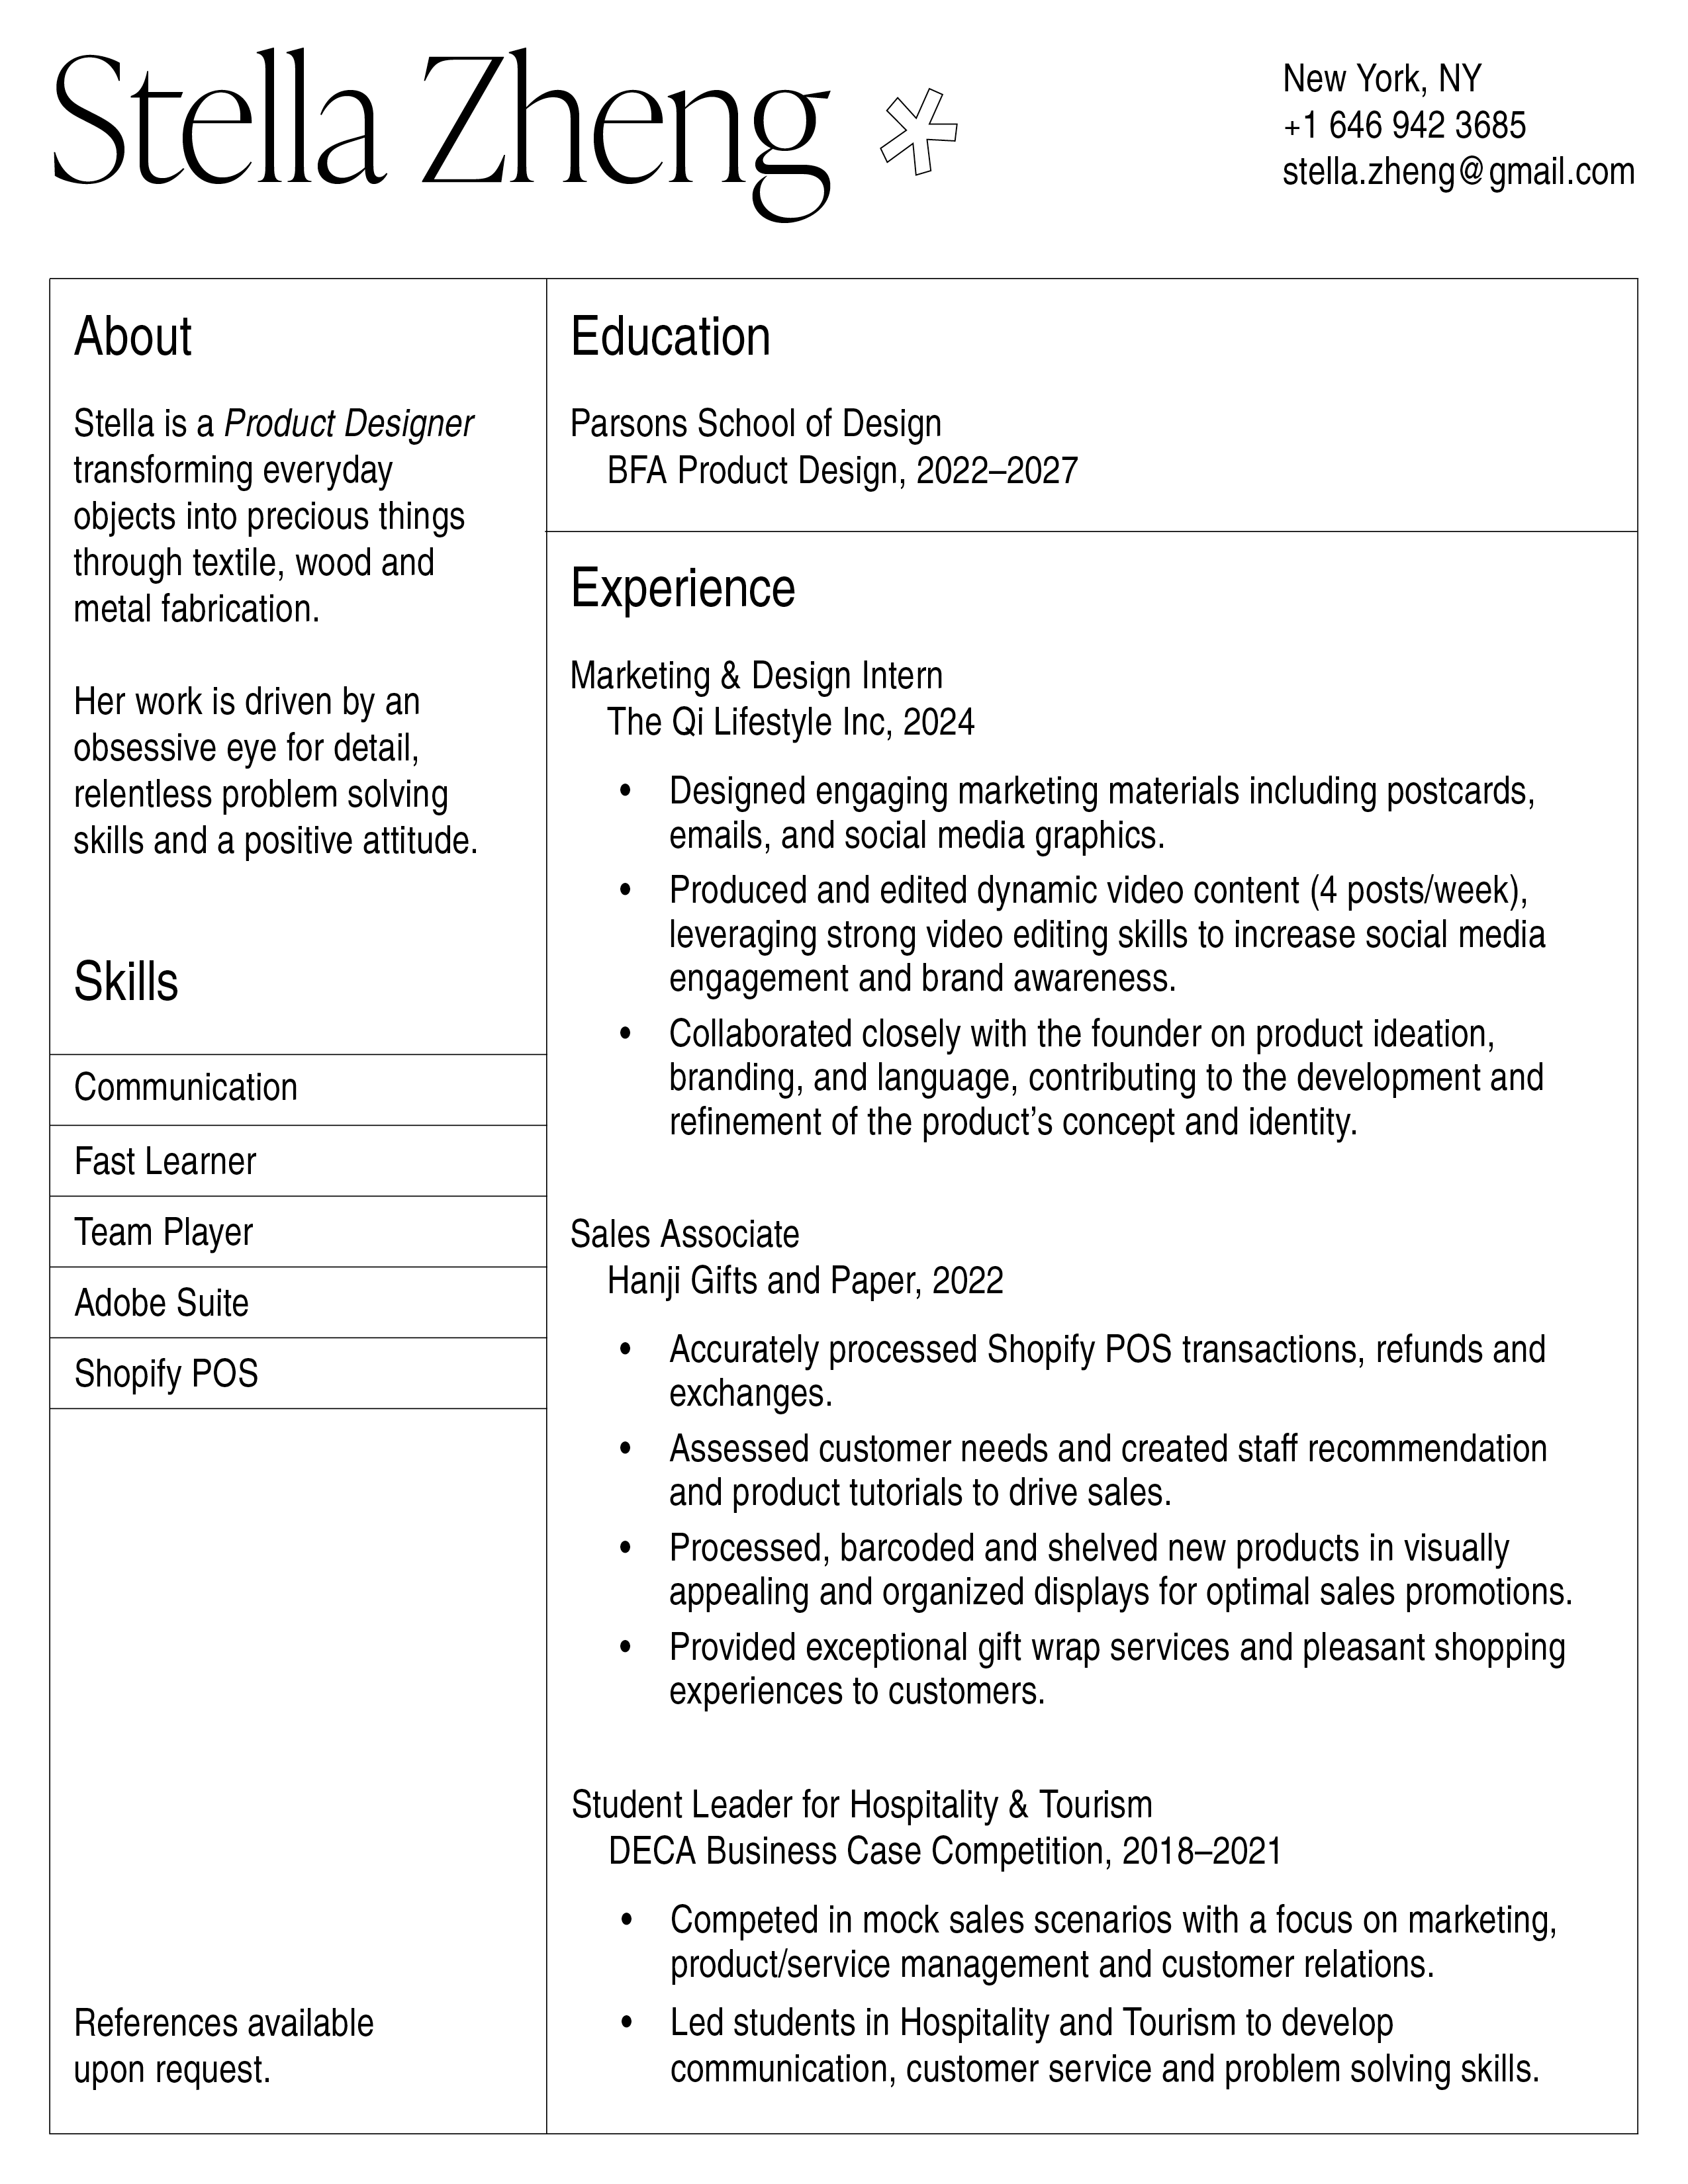 Stella Zheng
New York, NY
+1 646 942 3685
stella.zheng@gmail.com
About
Stella is a Product Designer
transforming everyday
objects into precious things
through textile, wood and
metal fabrication.
Her work is driven by an
obsessive eye for detail,
relentless problem solving
skills and a positive attitude.
Skills
Communication
Fast Learner
Team Player
Adobe Suite
Shopify POS
References available
upon request.
Education
Parsons School of Design
BFA Product Design, 2022–2027
Experience
Marketing & Design Intern
The Qi Lifestyle Inc, 2024
• Designed engaging marketing materials including postcards,
emails, and social media graphics.
• Produced and edited dynamic video content (4 posts/week),
leveraging strong video editing skills to increase social media
engagement and brand awareness.
• Collaborated closely with the founder on product ideation,
branding, and language, contributing to the development and
refinement of the product’s concept and identity.
Sales Associate
Hanji Gifts and Paper, 2022
• Accurately processed Shopify POS transactions, refunds and
exchanges.
• Assessed customer needs and created staff recommendation
and product tutorials to drive sales.
• Processed, barcoded and shelved new products in visually
appealing and organized displays for optimal sales promotions.
• Provided exceptional gift wrap services and pleasant shopping
experiences to customers.
Student Leader for Hospitality & Tourism
DECA Business Case Competition, 2018–2021
• Competed in mock sales scenarios with a focus on marketing,
product/service management and customer relations.
• Led students in Hospitality and Tourism to develop
communication, customer service and problem solving skills.